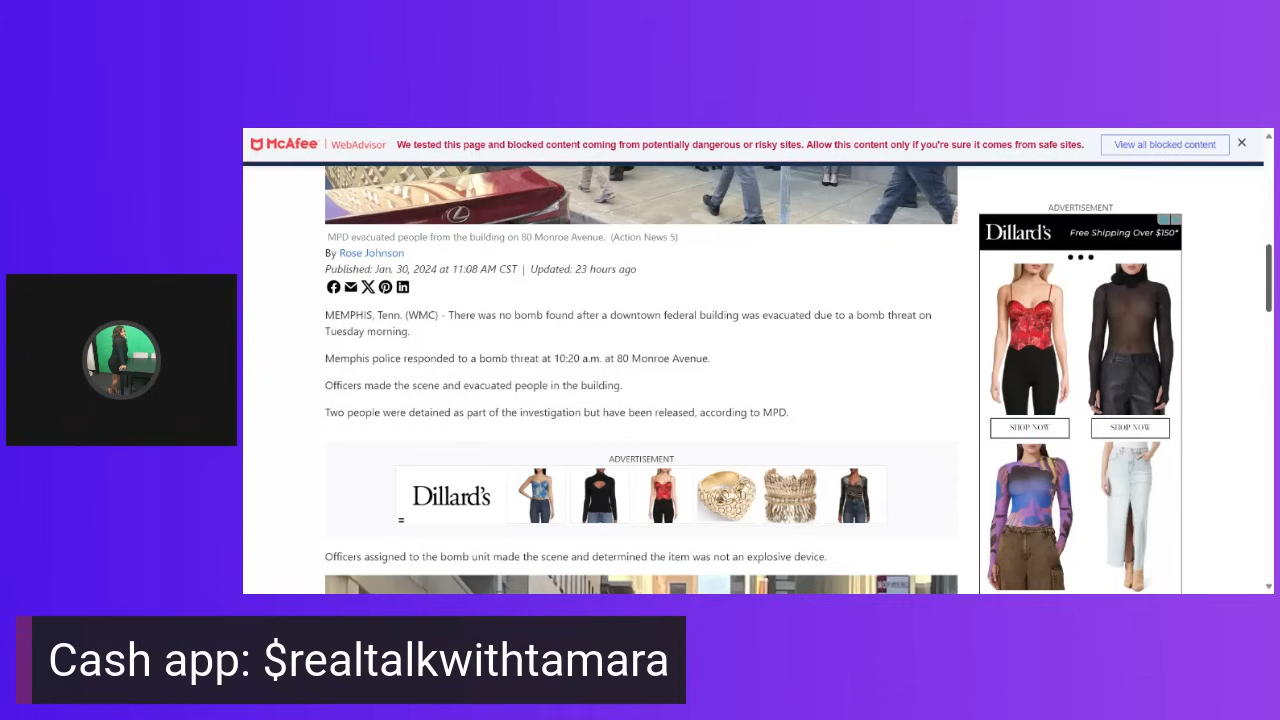 McAfee | WebAdvisor We tested this page and blocked content coming from potentially dangerous or risky sites. Allow this content only if you're sure it comes from safe sites. View all blocked content
MPD evacuated people from the building on 80 Monroe Avenue. (Action News 5)
By Rose Johnson
Published: Jan. 30, 2024 at 11:08 AM CST | Updated: 23 hours ago
MEMPHIS, Tenn. (WMC) - There was no bomb found after a downtown federal building was evacuated due to a bomb threat on
Tuesday morning.
Memphis police responded to a bomb threat at 10:20 a.m. at 80 Monroe Avenue.
Officers made the scene and evacuated people in the building.
Two people were detained as part of the investigation but have been released, according to MPD.
ADVERTISEMENT
Dillard's
Officers assigned to the bomb unit made the scene and determined the item was not an explosive device.
ADVERTISEMENT
Dillard's Free Shipping Over $150*
SHOP NOW SHOP NOW
Cash app: $realtalkwithtamara